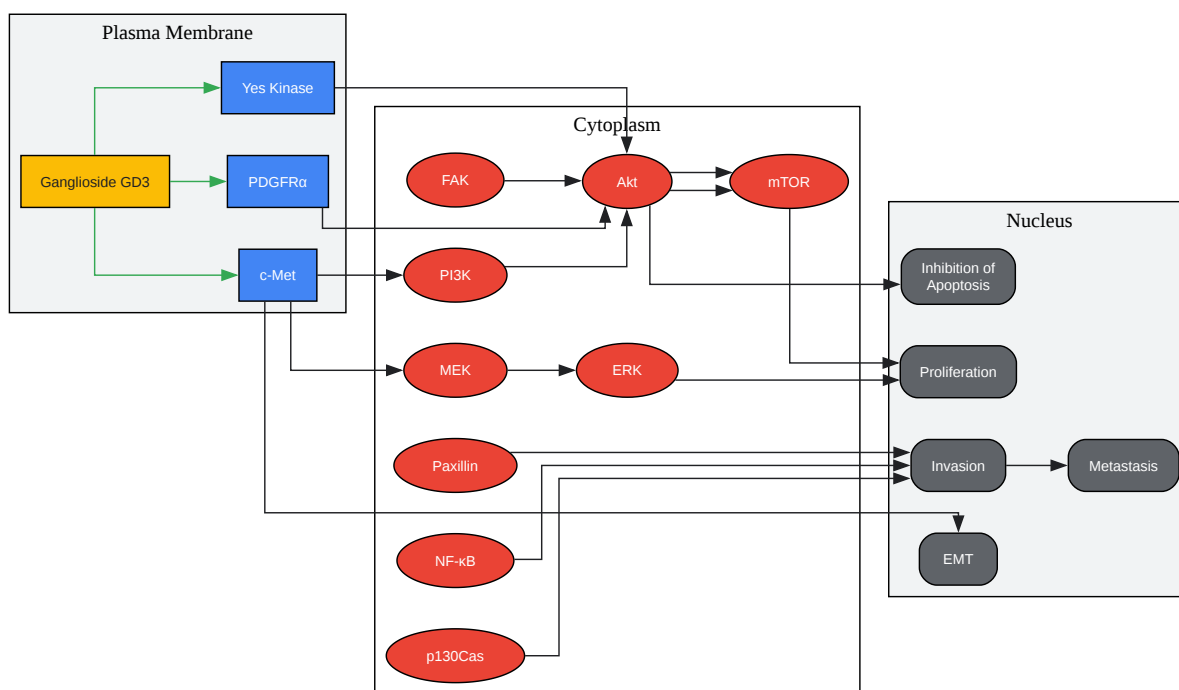 Plasma Membrane
Yes Kinase
Ganglioside GD3
PDGFRα
c-Met
Cytoplasm
FAK
Akt
mTOR
PI3K
MEK
ERK
Paxillin
NF-κB
p130Cas
Nucleus
Inhibition of
Apoptosis
Proliferation
Invasion
Metastasis
EMT